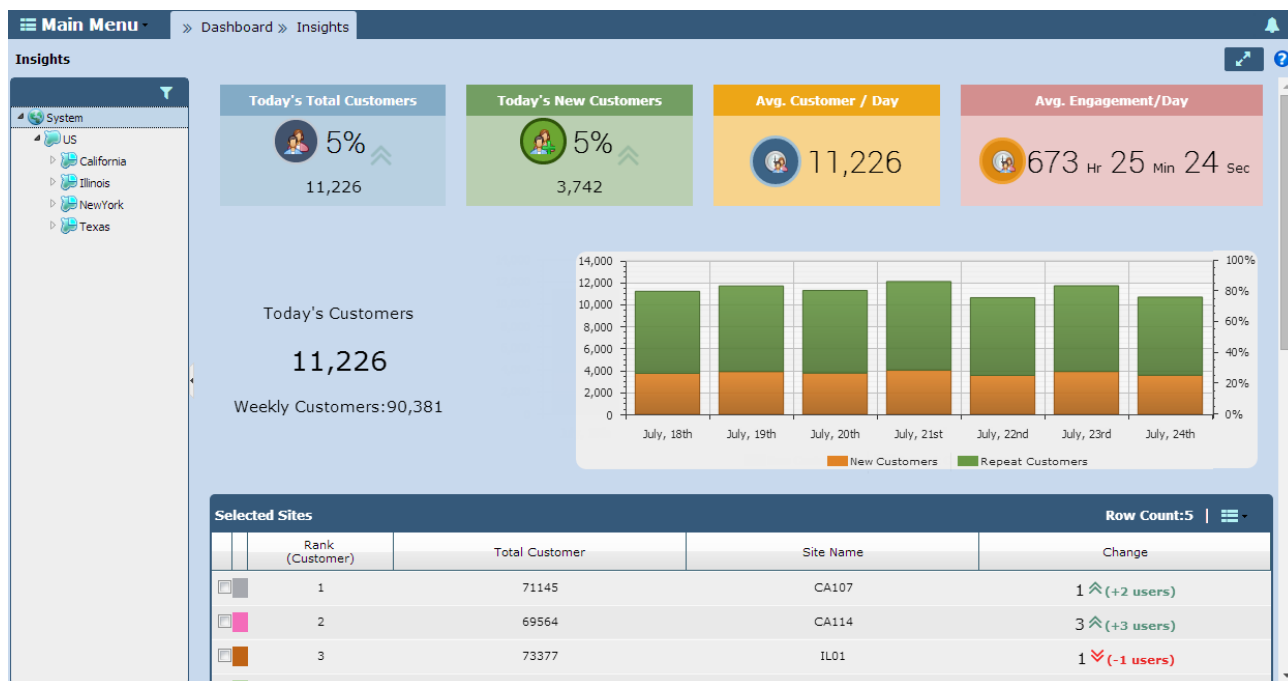 Main Menu
» Dashboard » Insights
Insights
?
System
US
California
Illinois
NewYork
Texas
Today's Total Customers
5%
11,226
Today's New Customers
5%
3,742
Avg. Customer / Day
11,226
Avg. Engagement/Day
673 Hr 25 Min 24 Sec
Today's Customers
11,226
Weekly Customers:90,381
14,000
12,000
10,000
8,000
6,000
4,000
2,000
0
100%
80%
60%
40%
20%
0%
July, 18th July, 19th July, 20th July, 21st July, 22nd July, 23rd July, 24th
New Customers Repeat Customers
Selected Sites Row Count:5 |
Rank (Customer) Total Customer Site Name Change
1 71145 CA107 1 (+2 users)
2 69564 CA114 3 (+3 users)
3 73377 IL01 1 (-1 users)